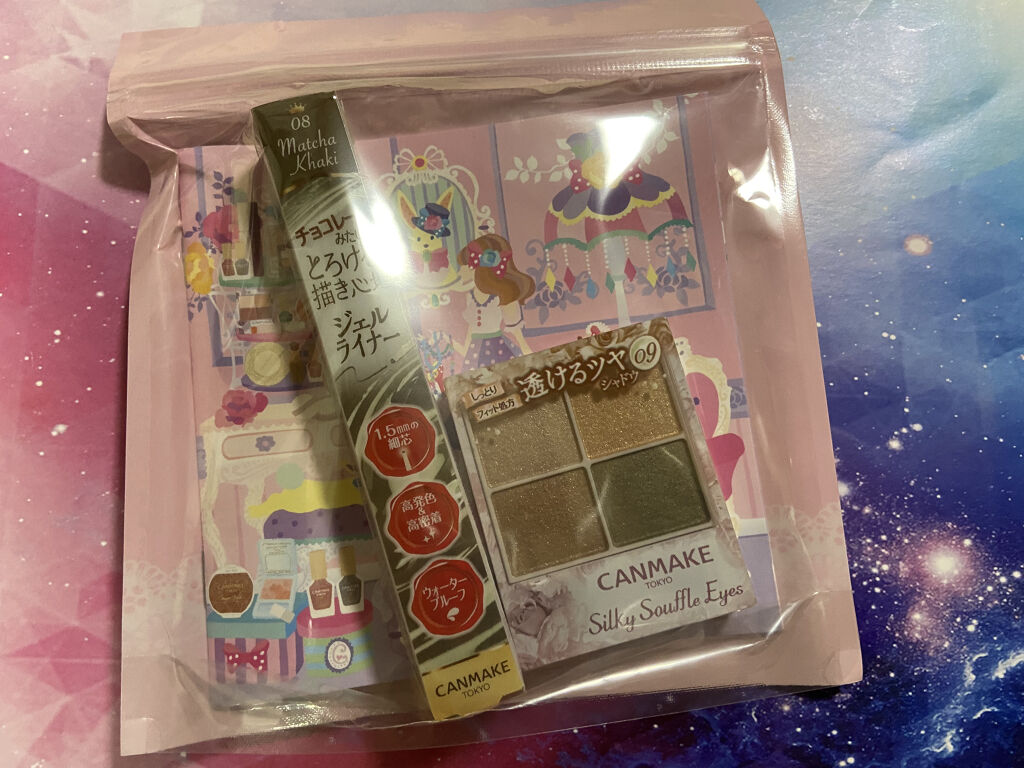 08
Matcha
Khaki
チョコレー
みた
とろけ
描き心地
ジェル
ライナー
1.5mmの
細芯
高発色
&
高密着
ウォーター
プルーフ
CANMAKE
TOKYO
しっとり
フィット処方
透けるツヤ
シャドウ
09
CANMAKE
TOKYO
Silky Souffle Eyes
C